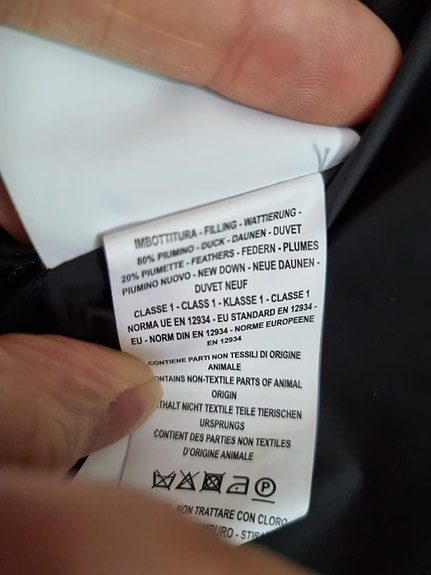 IMBOTTITURA - FILLING - WATTIERUNG -
80% PIUMINO - DUCK - DAUNEN - DUVET
20% PIUMETTE - FEATHERS - FEDERN - PLUMES
PIUMINO NUOVO - NEW DOWN - NEUE DAUNEN -
DUVET NEUF
CLASSE 1 - CLASS 1 - KLASSE 1 - CLASSE 1
NORMA UE EN 12934 - EU STANDARD EN 12934 -
EU - NORM DIN EN 12934 - NORME EUROPEENE
EN 12934
CONTIENE PARTI NON TESSILI DI ORIGINE
ANIMALE
ONTAINS NON-TEXTILE PARTS OF ANIMAL
ORIGIN
THALT NICHT TEXTILE TEILE TIERISCHEN
URSPRUNGS
CONTIENT DES PARTIES NON TEXTILES
D'ORIGINE ANIMALE
P
NON TRATTARE CON CLORO